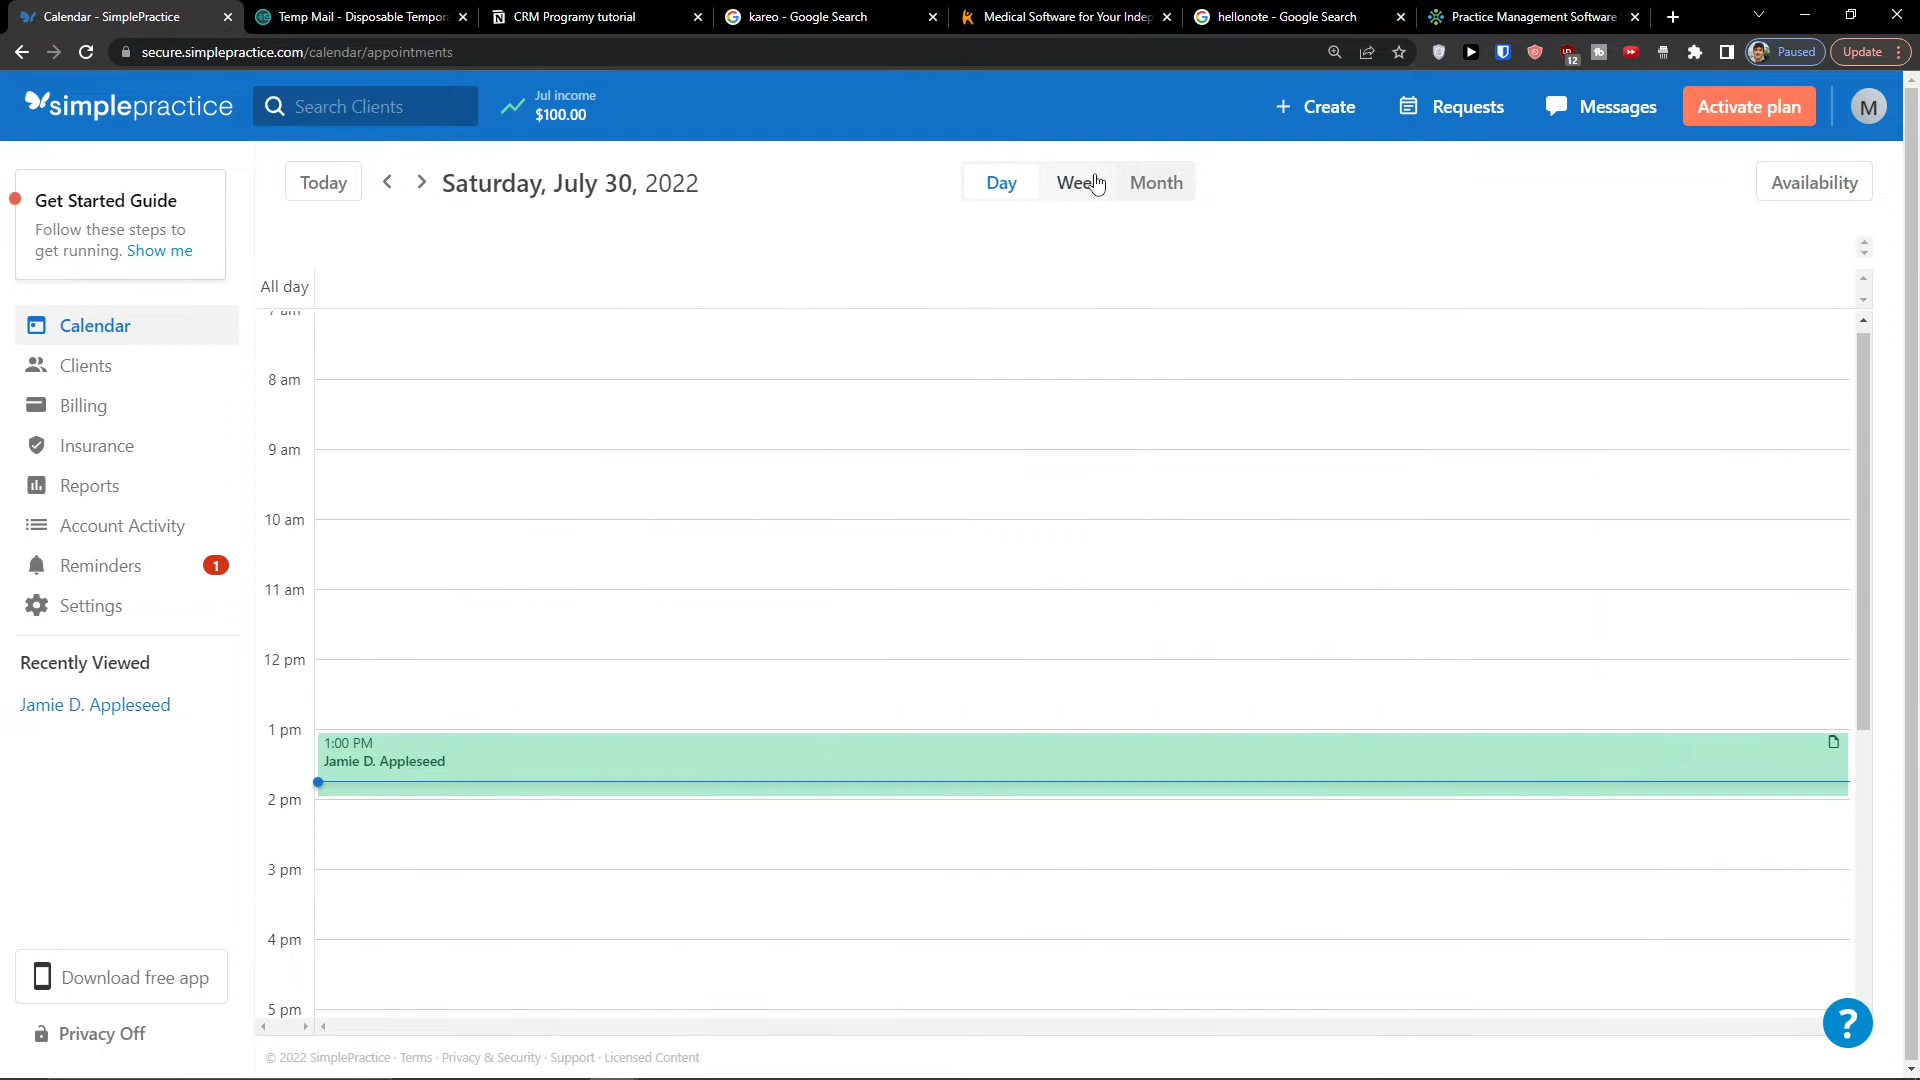 Calendar - SimplePractice
Temp Mail - Disposable Tempora
CRM Programy tutorial
kareo - Google Search
Medical Software for Your Indep
hellonote - Google Search
Practice Management Software
secure.simplepractice.com/calendar/appointments
12
Paused
Update
simplepractice
Search Clients
Jul income
$100.00
+ Create
Requests
Messages
Activate plan
M
Get Started Guide
Follow these steps to
get running. Show me
Today
Saturday, July 30, 2022
Day
Week
Month
Availability
All day
7 am
8 am
9 am
10 am
11 am
12 pm
1 pm
1:00 PM
Jamie D. Appleseed
2 pm
3 pm
4 pm
5 pm
Calendar
Clients
Billing
Insurance
Reports
Account Activity
Reminders
1
Settings
Recently Viewed
Jamie D. Appleseed
Download free app
Privacy Off
?
© 2022 SimplePractice · Terms · Privacy & Security · Support · Licensed Content